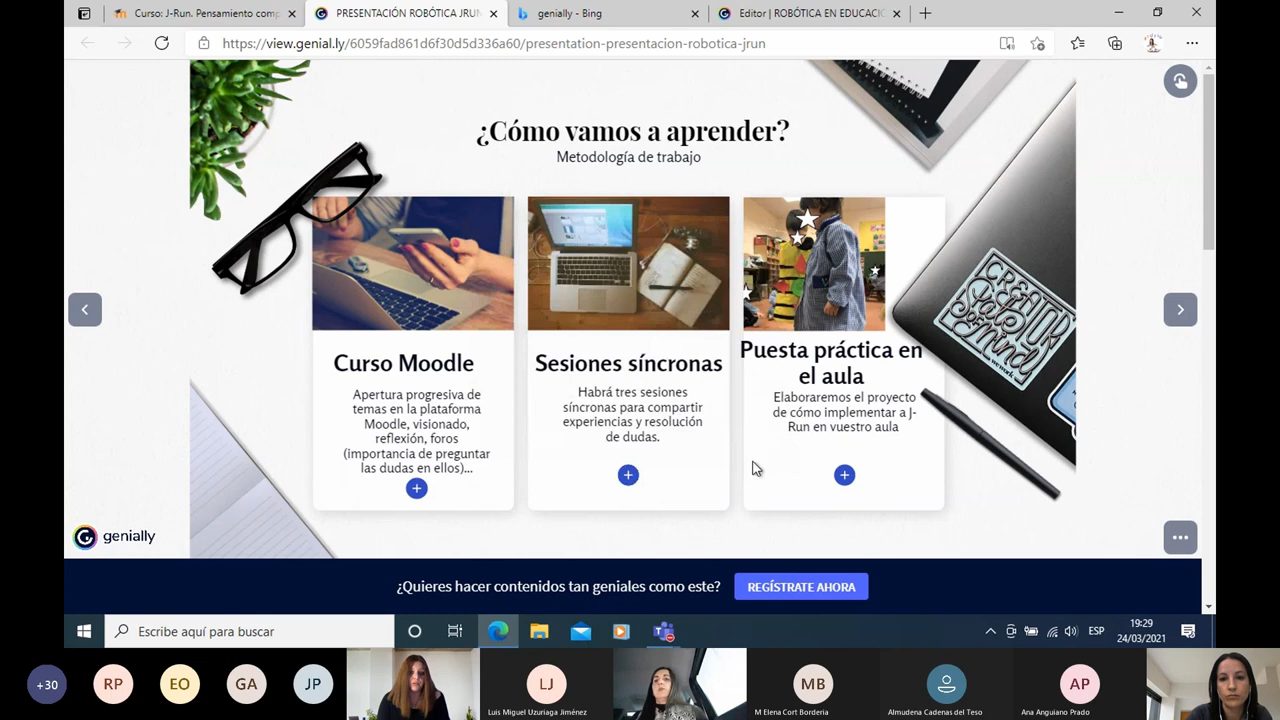 Curso: J-Run. Pensamiento comp
PRESENTACIÓN ROBÓTICA JRUN
genially - Bing
Editor | ROBÓTICA EN EDUCACIÓ
https://view.genial.ly/6059fad861d6f30d5d336a60/presentation-presentacion-robotica-jrun
¿Cómo vamos a aprender?
Metodología de trabajo
CREATOR
State
of Mind
Curso Moodle
Apertura progresiva de
temas en la plataforma
Moodle, visionado,
reflexión, foros
(importancia de preguntar
las dudas en ellos)...
+
Sesiones síncronas
Habrá tres sesiones
síncronas para compartir
experiencias y resolución
de dudas.
+
Puesta práctica en
el aula
Elaboraremos el proyecto
de cómo implementar a J-
Run en vuestro aula
+
genially
¿Quieres hacer contenidos tan geniales como este?
REGÍSTRATE AHORA
Escribe aquí para buscar
ESP
19:29
24/03/2021
+30
RP
EO
GA
JP
LJ
Luis Miguel Uzuriaga Jiménez
MB
M Elena Cort Borderia
Almudena Cadenas del Teso
AP
Ana Anguiano Prado